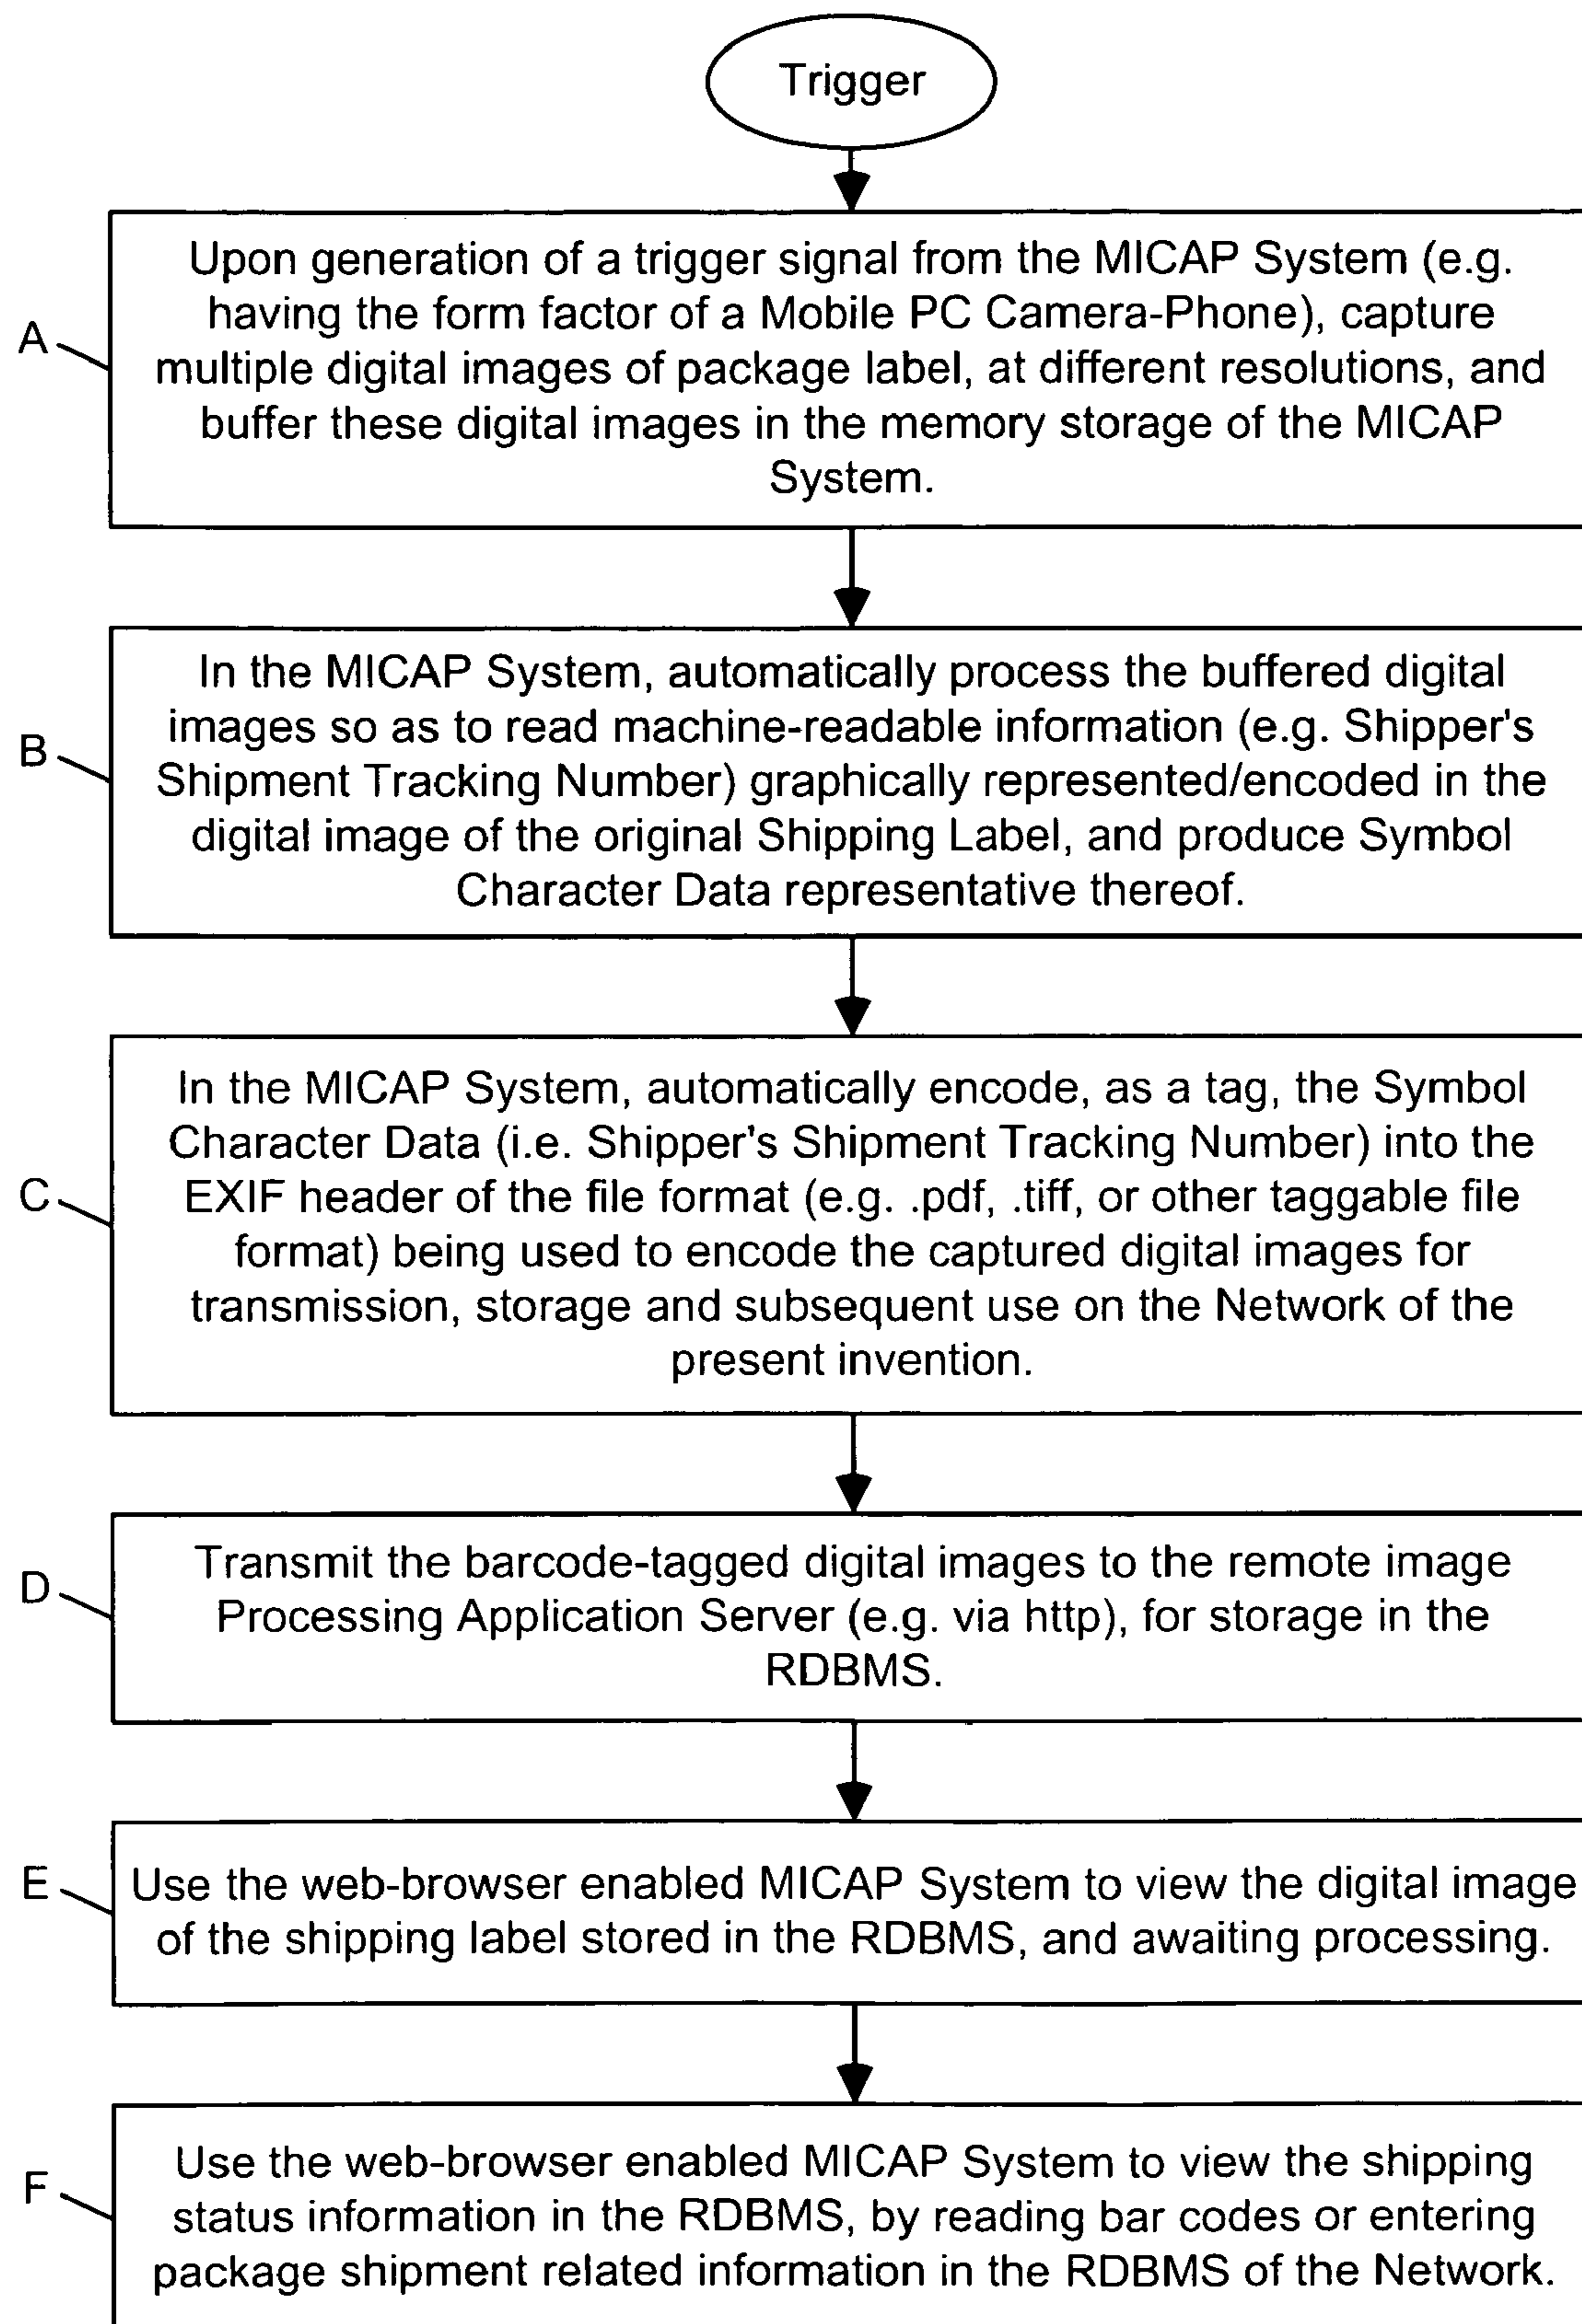 Trigger
A
Upon generation of a trigger signal from the MICAP System (e.g.
having the form factor of a Mobile PC Camera-Phone), capture
multiple digital images of package label, at different resolutions, and
buffer these digital images in the memory storage of the MICAP
System.
B
In the MICAP System, automatically process the buffered digital
images so as to read machine-readable information (e.g. Shipper's
Shipment Tracking Number) graphically represented/encoded in the
digital image of the original Shipping Label, and produce Symbol
Character Data representative thereof.
C
In the MICAP System, automatically encode, as a tag, the Symbol
Character Data (i.e. Shipper's Shipment Tracking Number) into the
EXIF header of the file format (e.g. .pdf, .tiff, or other taggable file
format) being used to encode the captured digital images for
transmission, storage and subsequent use on the Network of the
present invention.
D
Transmit the barcode-tagged digital images to the remote image
Processing Application Server (e.g. via http), for storage in the
RDBMS.
E
Use the web-browser enabled MICAP System to view the digital image
of the shipping label stored in the RDBMS, and awaiting processing.
F
Use the web-browser enabled MICAP System to view the shipping
status information in the RDBMS, by reading bar codes or entering
package shipment related information in the RDBMS of the Network.